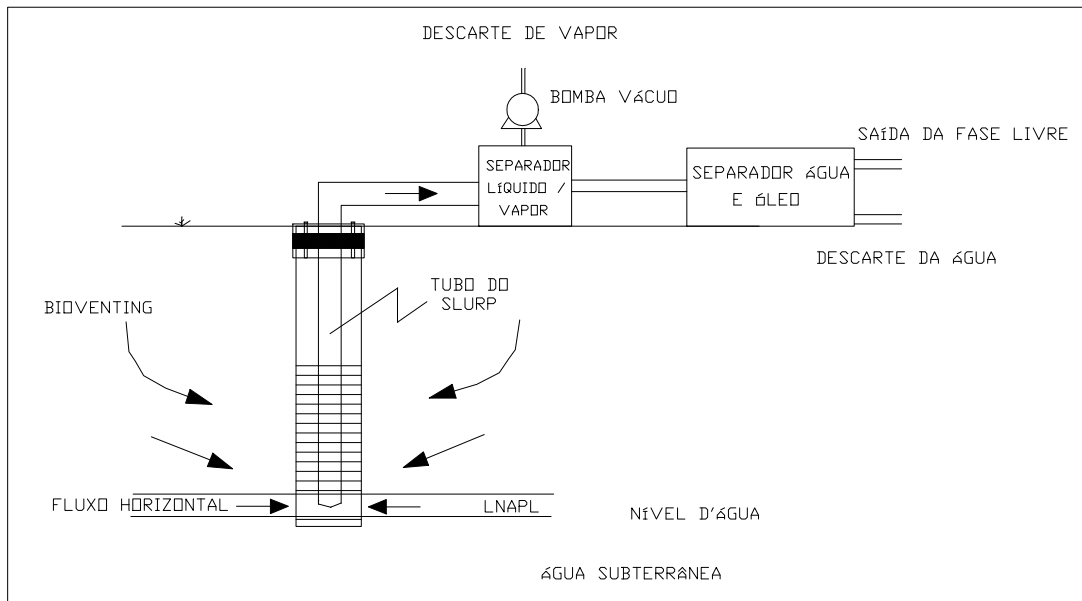 DESCARTE DE VAPOR
BOMBA VÁCUO
SAÍDA DA FASE LIVRE
SEPARADOR
LÍQUIDO /
VAPOR
SEPARADOR ÁGUA
E ÓLEO
DESCARTE DA ÁGUA
TUBO DO
SLURP
BIOVENTING
FLUXO HORIZONTAL
LNAPL
NÍVEL D'ÁGUA
ÁGUA SUBTERRÂNEA